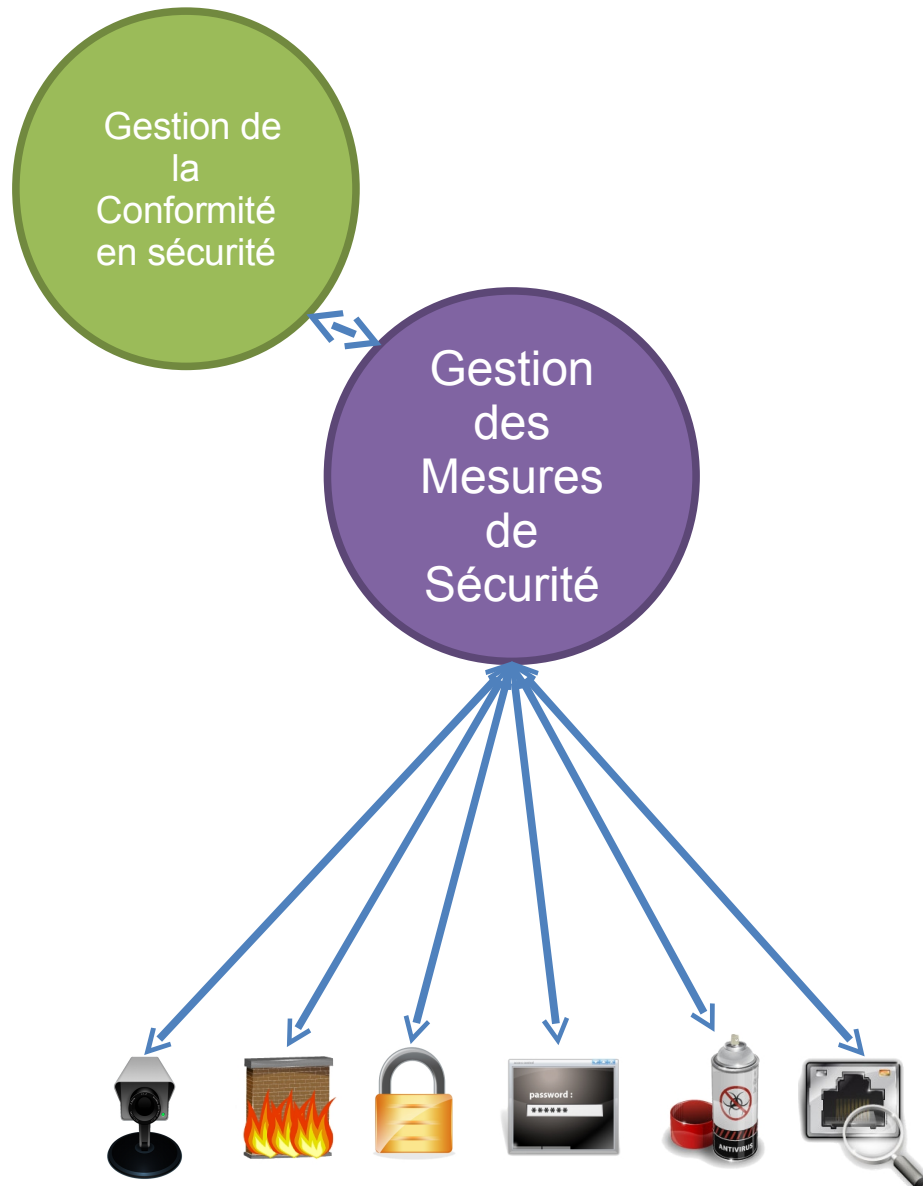 Gestion de
la
Conformité
en sécurité
Gestion
des
Mesures
de
Sécurité
password :
******
ANTIVIRUS